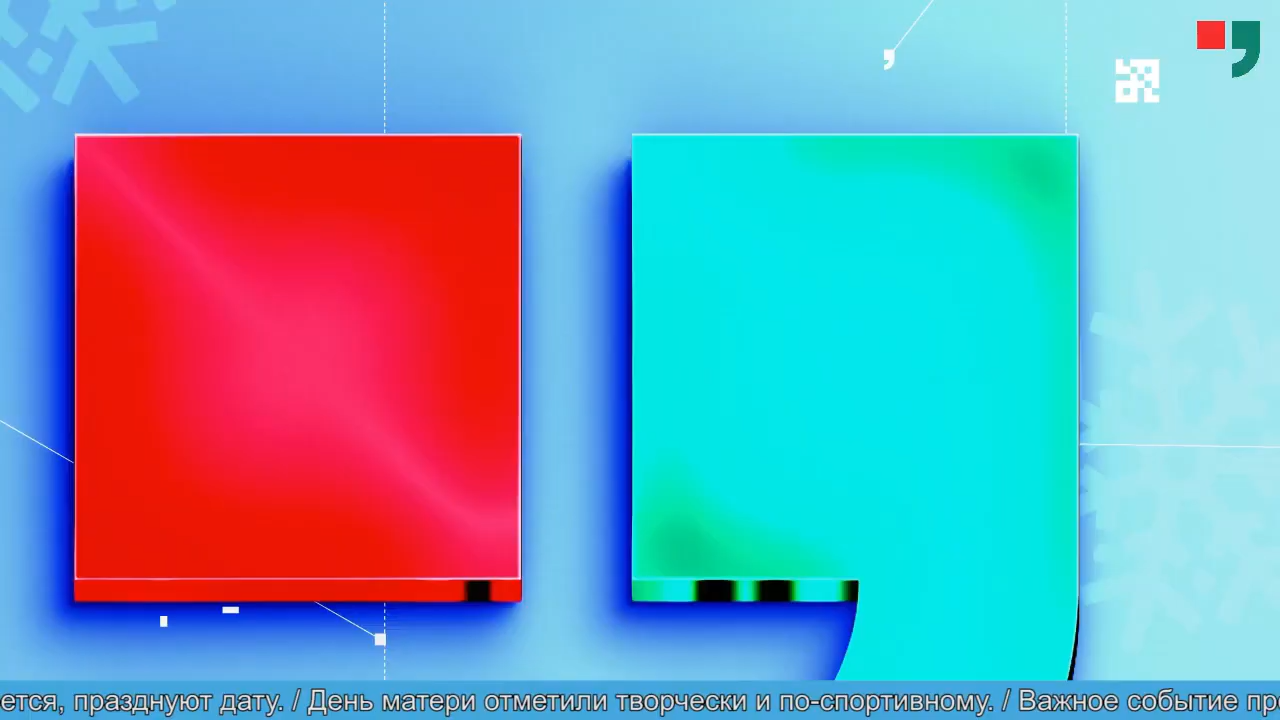 ется, празднуют дату. / День матери отметили творчески и по-спортивному. / Важное событие пр